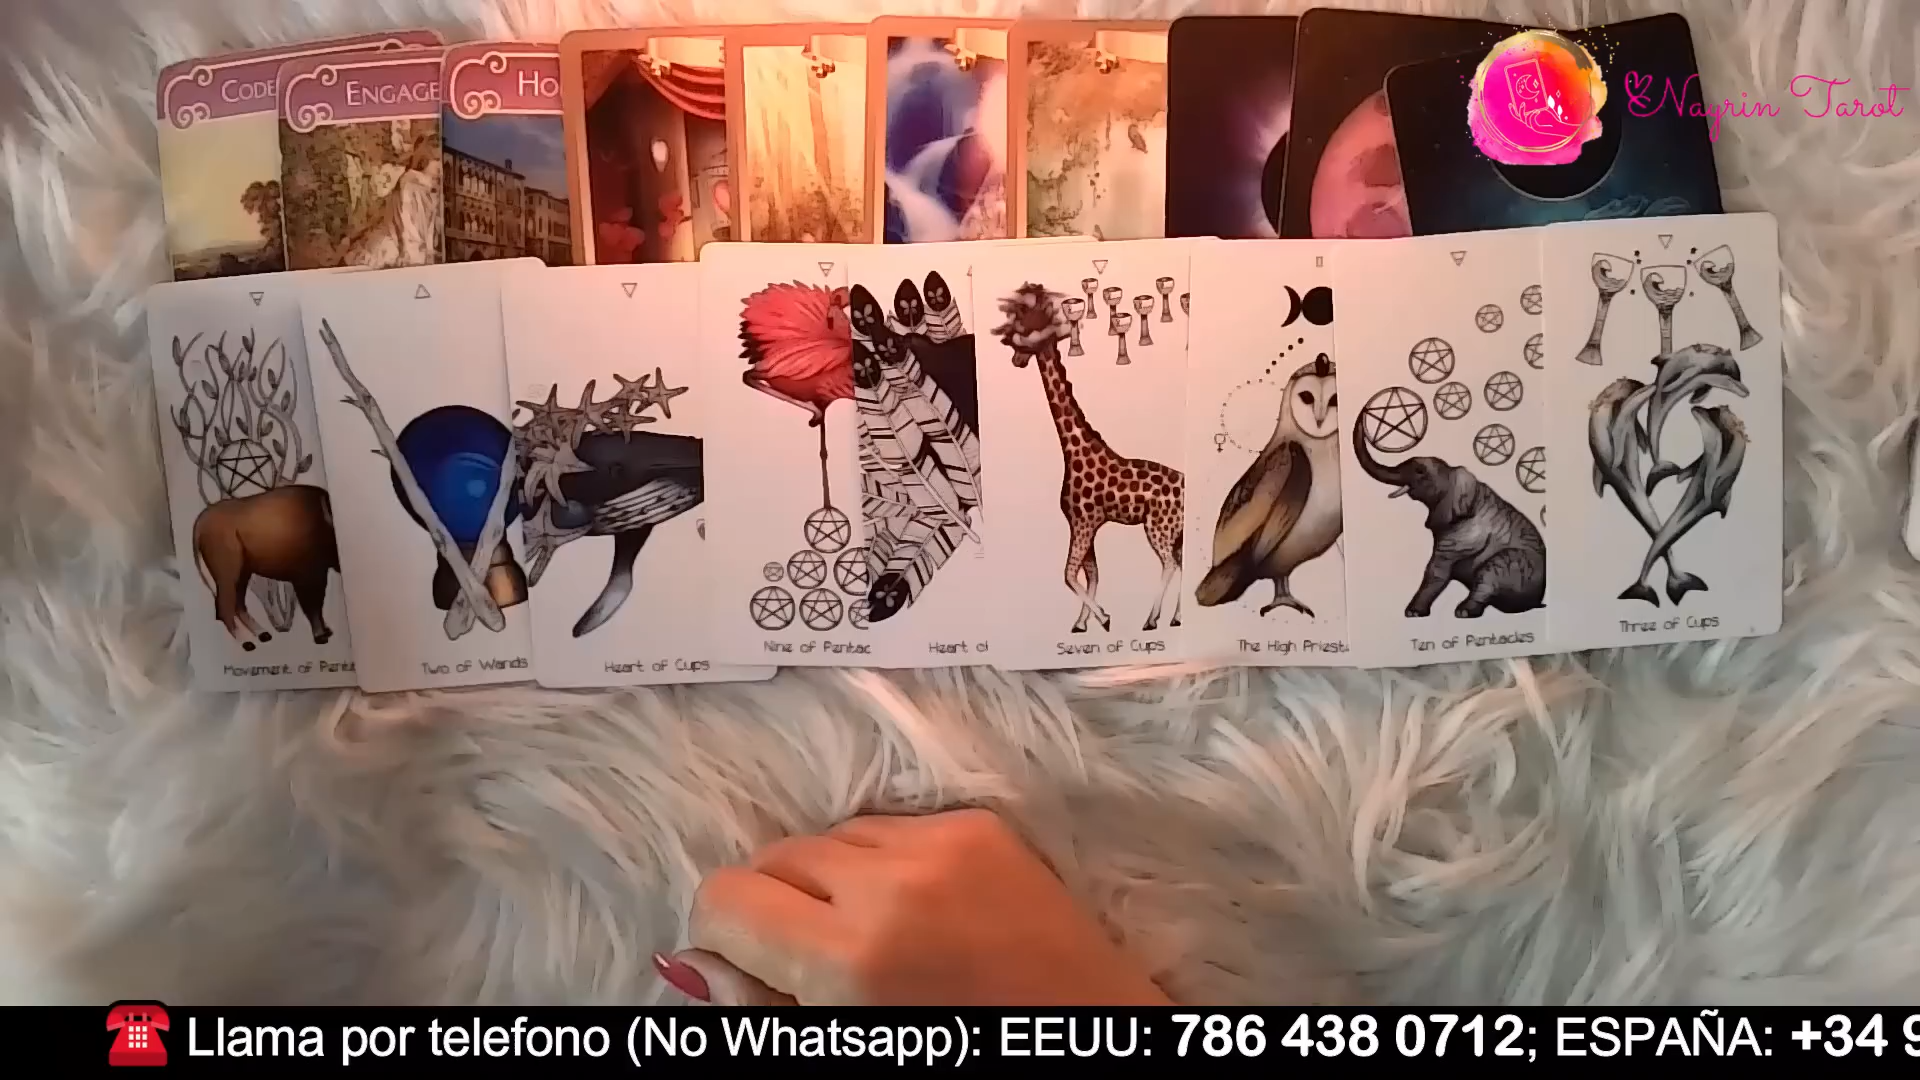 CODE
ENGAGE
HO
Nayrin Tarot
Movement of Penta
Two of Wands
Heart of Cups
Nine of Pentac
Heart of
Seven of Cups
The High Priest
Ten of Pentacles
Three of Cups
Llama por telefono (No Whatsapp): EEUU: 786 438 0712; ESPAÑA: +34 9